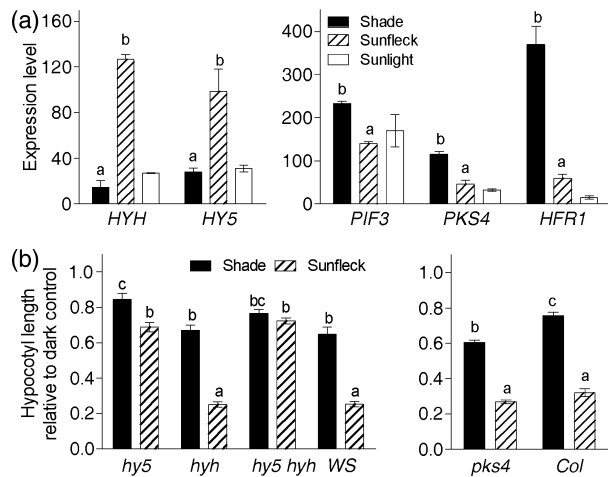 (a)
Expression level
160
120
80
40
0
b
b
a
a
HYH HY5
Shade
Sunfleck
Sunlight
400
300
200
100
0
b
a
b
a
b
a
PIF3 PKS4 HFR1
(b)
Hypocotyl length
relative to dark control
Shade Sunfleck
1.0
0.8
0.6
0.4
0.2
0.0
c
b
b
a
bc
b
b
a
hy5 hyh hy5 hyh WS
1.0
0.8
0.6
0.4
0.2
0.0
b
a
c
a
pks4 Col